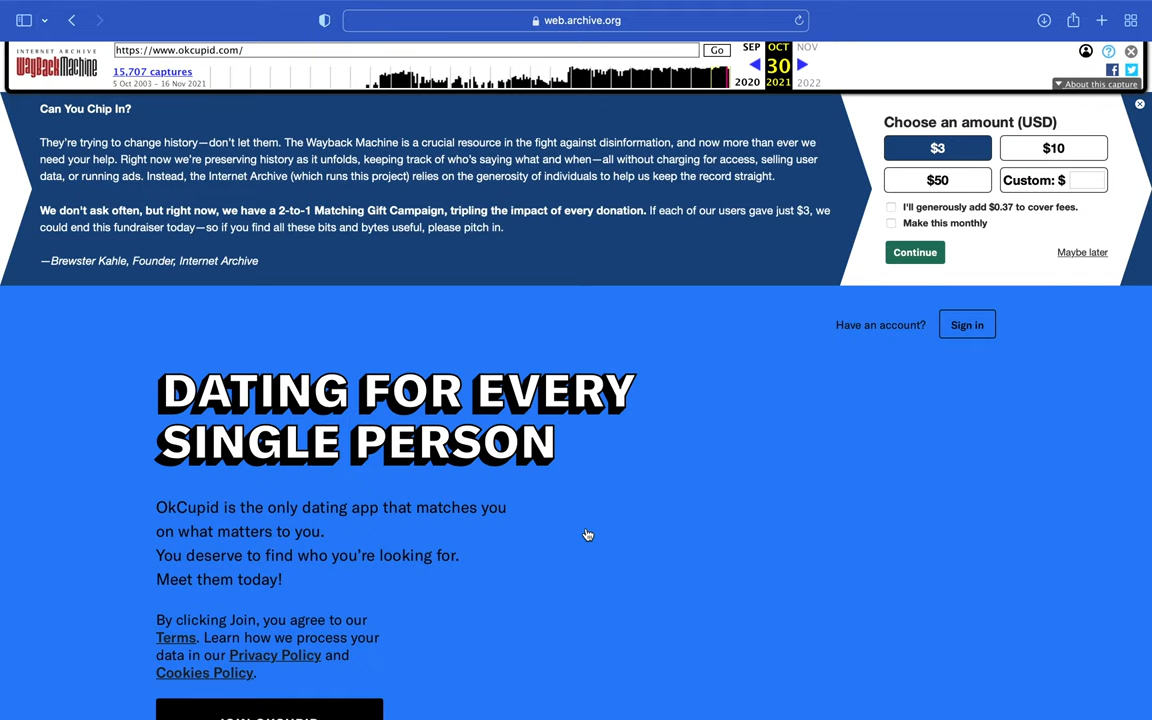 web.archive.org
INTERNET ARCHIVE
WayBackMachine
https://www.okcupid.com/
Go
SEP OCT NOV
15,707 captures
30
5 Oct 2003 – 16 Nov 2021
2020 2021 2022
About this capture
Can You Chip In?
They're trying to change history—don't let them. The Wayback Machine is a crucial resource in the fight against disinformation, and now more than ever we
need your help. Right now we're preserving history as it unfolds, keeping track of who's saying what and when—all without charging for access, selling user
data, or running ads. Instead, the Internet Archive (which runs this project) relies on the generosity of individuals to help us keep the record straight.
We don't ask often, but right now, we have a 2-to-1 Matching Gift Campaign, tripling the impact of every donation. If each of our users gave just $3, we
could end this fundraiser today—so if you find all these bits and bytes useful, please pitch in.
—Brewster Kahle, Founder, Internet Archive
Choose an amount (USD)
$3 $10
$50 Custom: $
I'll generously add $0.37 to cover fees.
Make this monthly
Continue Maybe later
Have an account? Sign in
DATING FOR EVERY
SINGLE PERSON
OkCupid is the only dating app that matches you
on what matters to you.
You deserve to find who you're looking for.
Meet them today!
By clicking Join, you agree to our
Terms. Learn how we process your
data in our Privacy Policy and
Cookies Policy.
JOIN OKCUPID